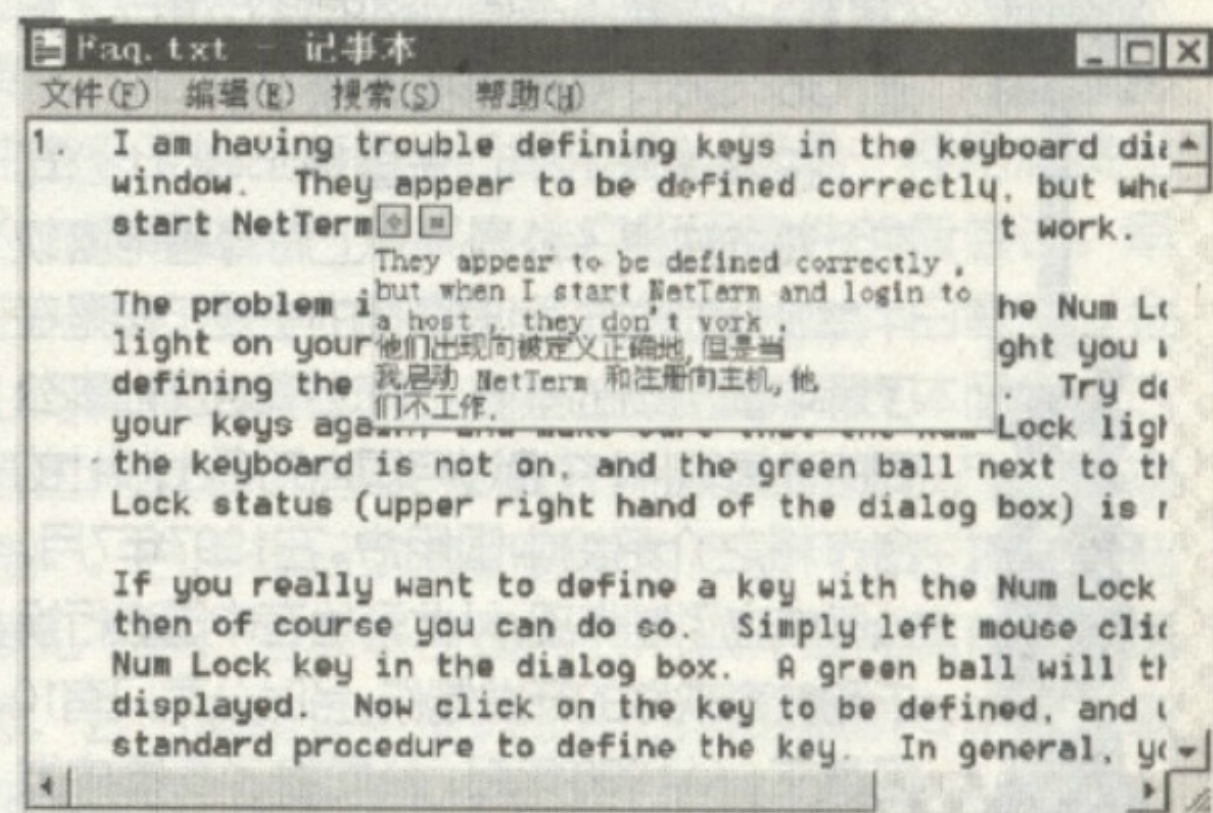 Faq.txt - 记事本
文件(F) 编辑(E) 搜索(S) 帮助(H)
1. I am having trouble defining keys in the keyboard
window. They appear to be defined correctly, but
start NetTerm
t work.
They appear to be defined correctly ,
but when I start NetTerm and login to
a host , they don't work .
他们出现向被定义正确地, 但是当
我启动 NetTerm 和注册向主机, 他
们不工作.
The problem
he Num
light on your
ght you
defining the
. Try
your keys
Lock
the keyboard is not on, and the green ball next to
Lock status (upper right hand of the dialog box) is
If you really want to define a key with the Num Lock
then of course you can do so. Simply left mouse
Num Lock key in the dialog box. A green ball will
displayed. Now click on the key to be defined, and
standard procedure to define the key. In general,